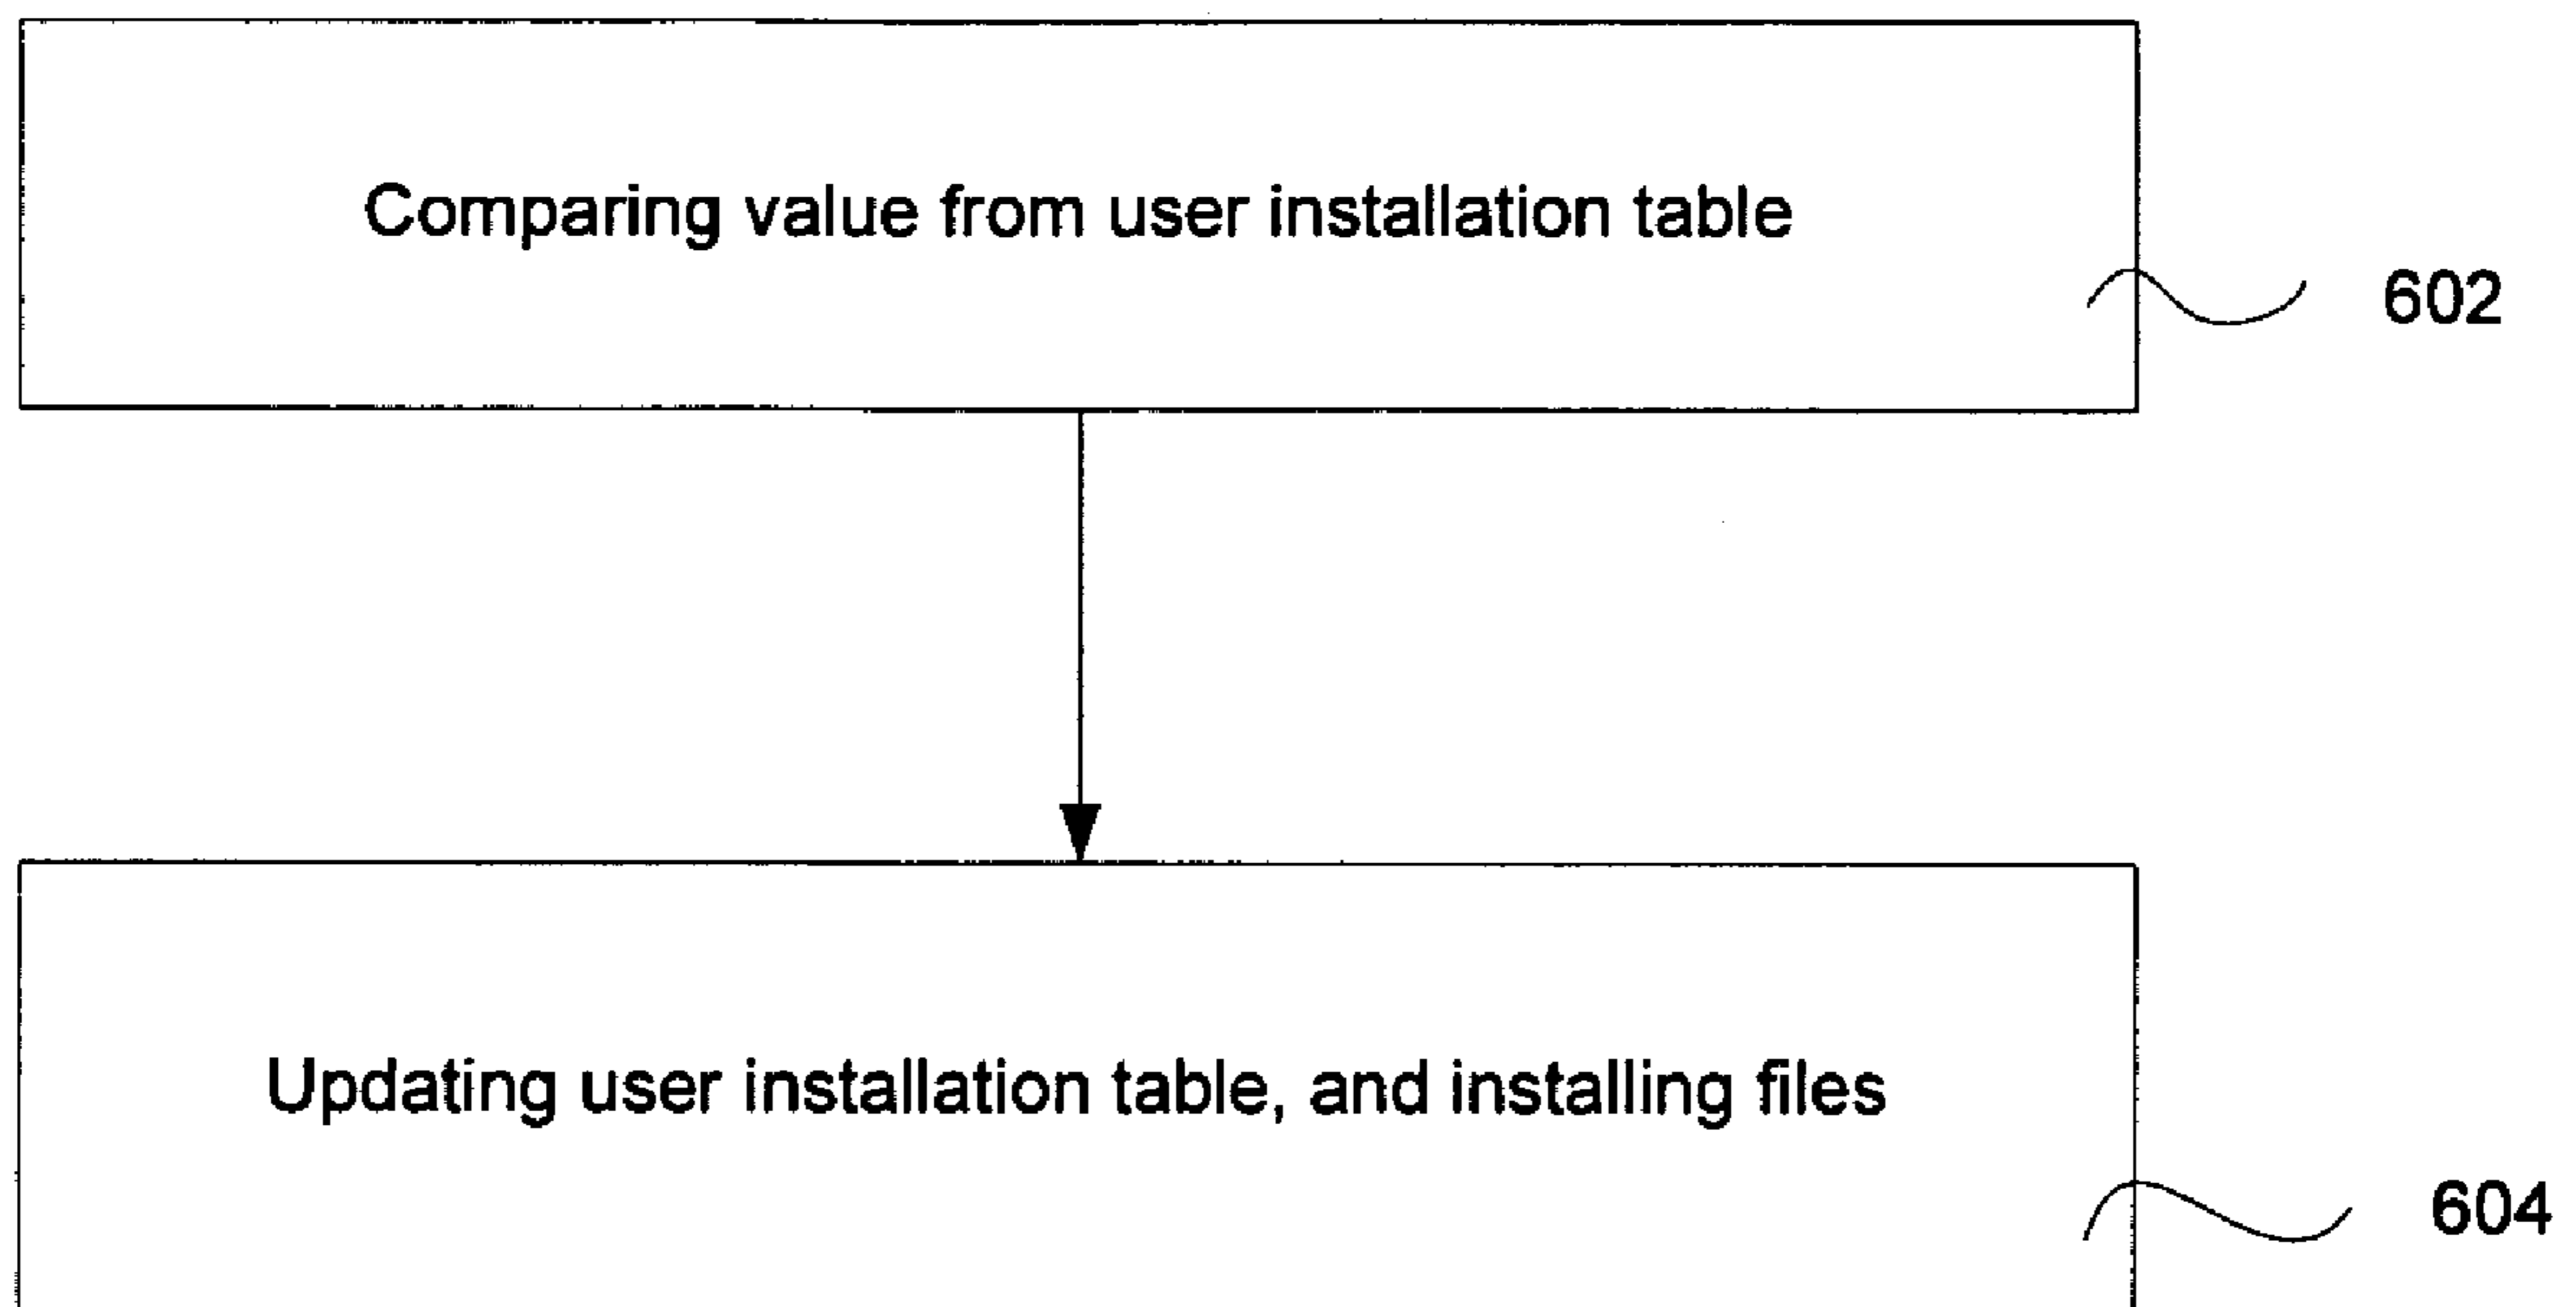 Comparing value from user installation table
602
Updating user installation table, and installing files
604